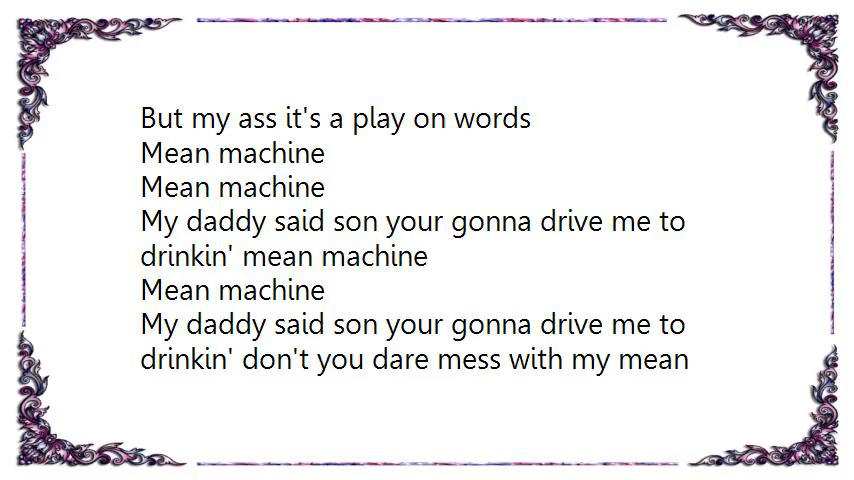 But my ass it's a play on words
Mean machine
Mean machine
My daddy said son your gonna drive me to
drinkin' mean machine
Mean machine
My daddy said son your gonna drive me to
drinkin' don't you dare mess with my mean